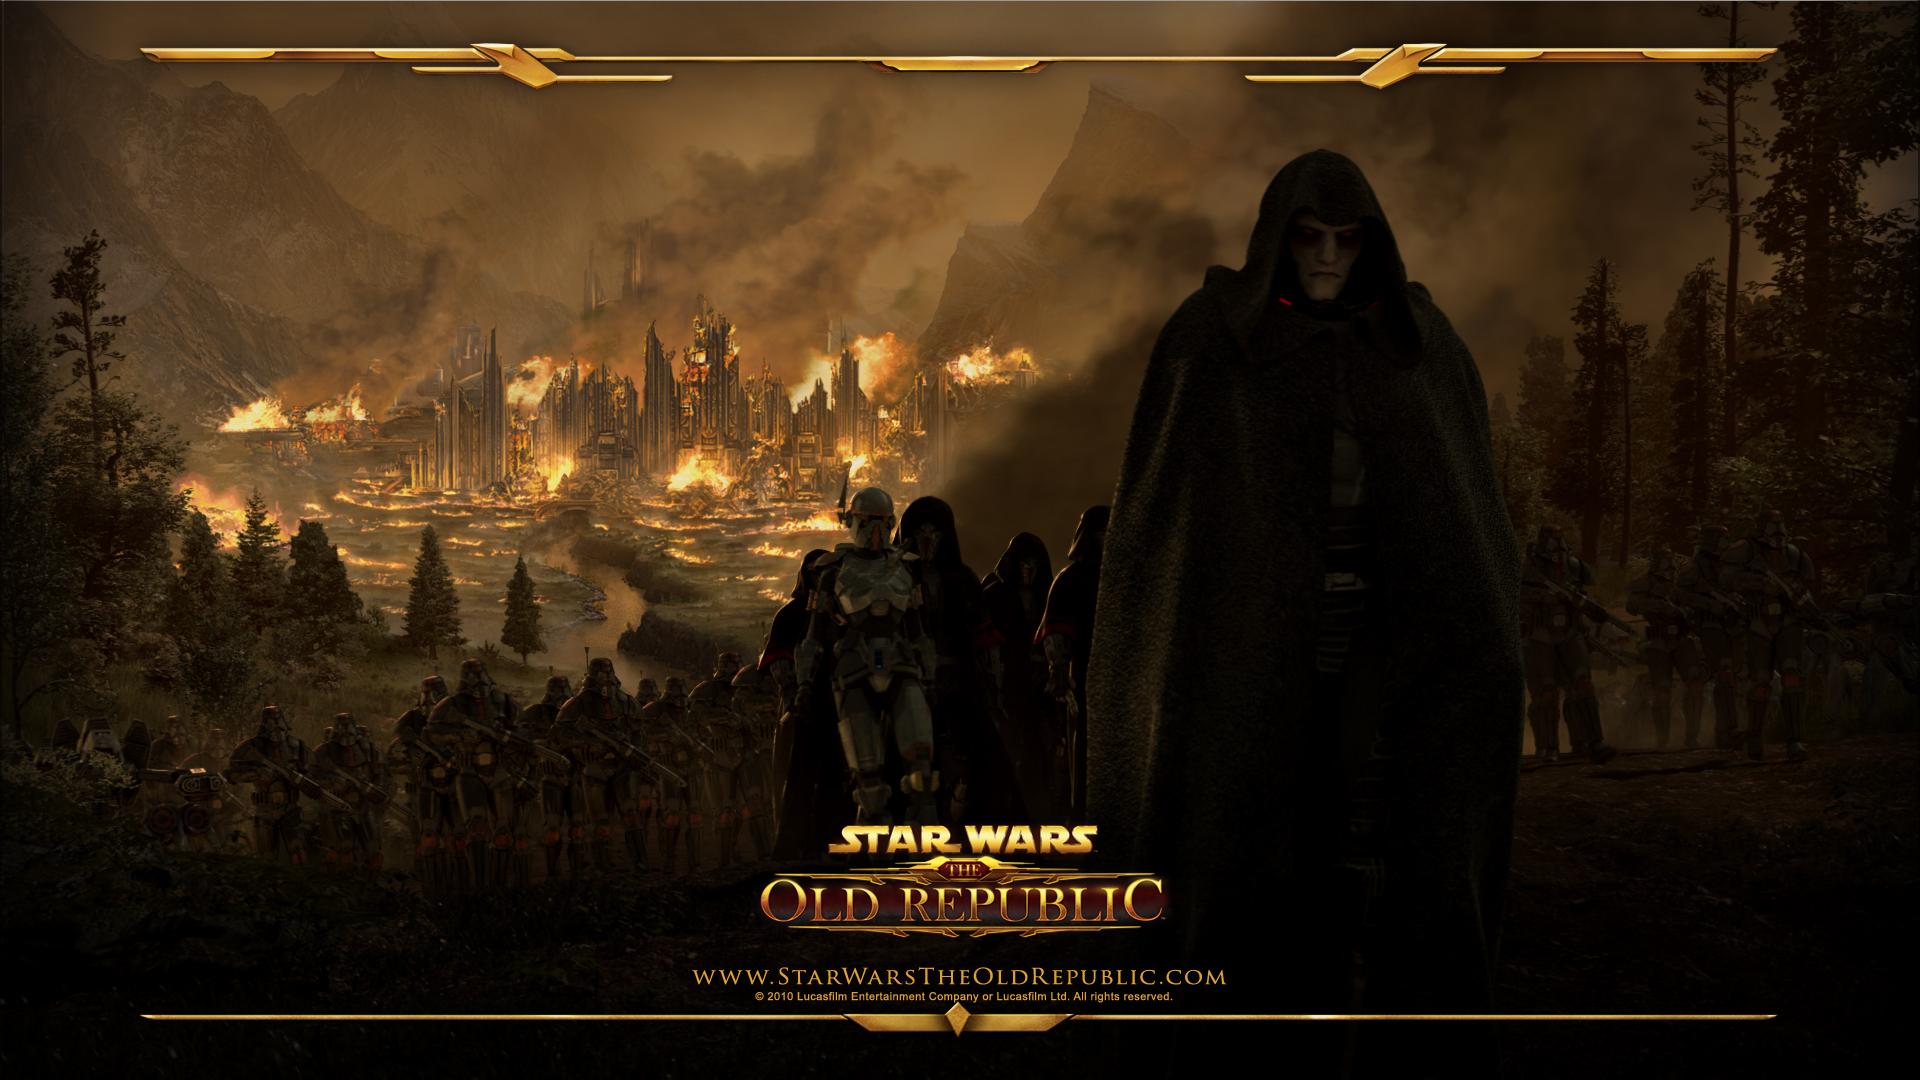 STAR WARS
THE
OLD REPUBLIC
WWW.STARWARSTHEOLDREPUBLIC.COM
© 2010 Lucasfilm Entertainment Company or Lucasfilm Ltd. All rights reserved.